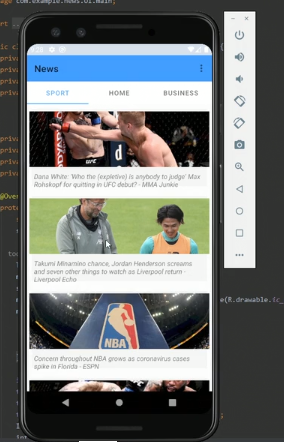 age com.example.news.ui.main;
News
SPORT HOME BUSINESS
Dana White: 'Who the (expletive) is anybody to judge' Max
Rohskopf for quitting in UFC debut? - MMA Junkie
Takumi Minamino chance, Jordan Henderson screams
and seven other things to watch as Liverpool return -
Liverpool Echo
NBA
Concern throughout NBA grows as coronavirus cases
spike in Florida - ESPN
e(R.drawable.ic_